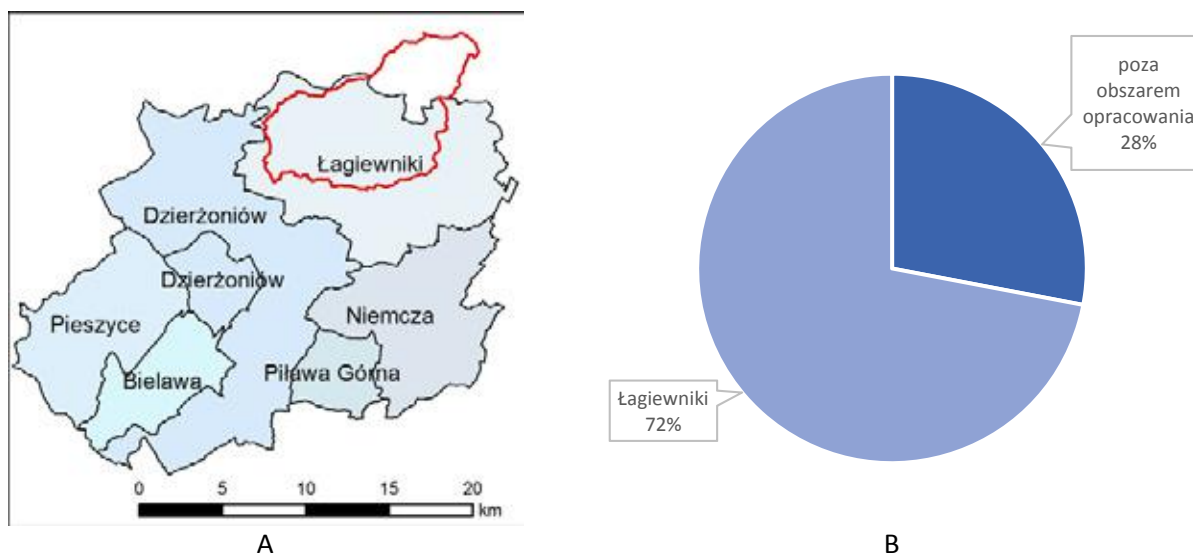 Łagiewniki
Dzierżoniów
Dzierżoniów
Niemcza
Pieszyce
Bielawa
Piława Górna
0 5 10 15 20
km
A
poza
obszarem
opracowania
28%
Łagiewniki
72%
B